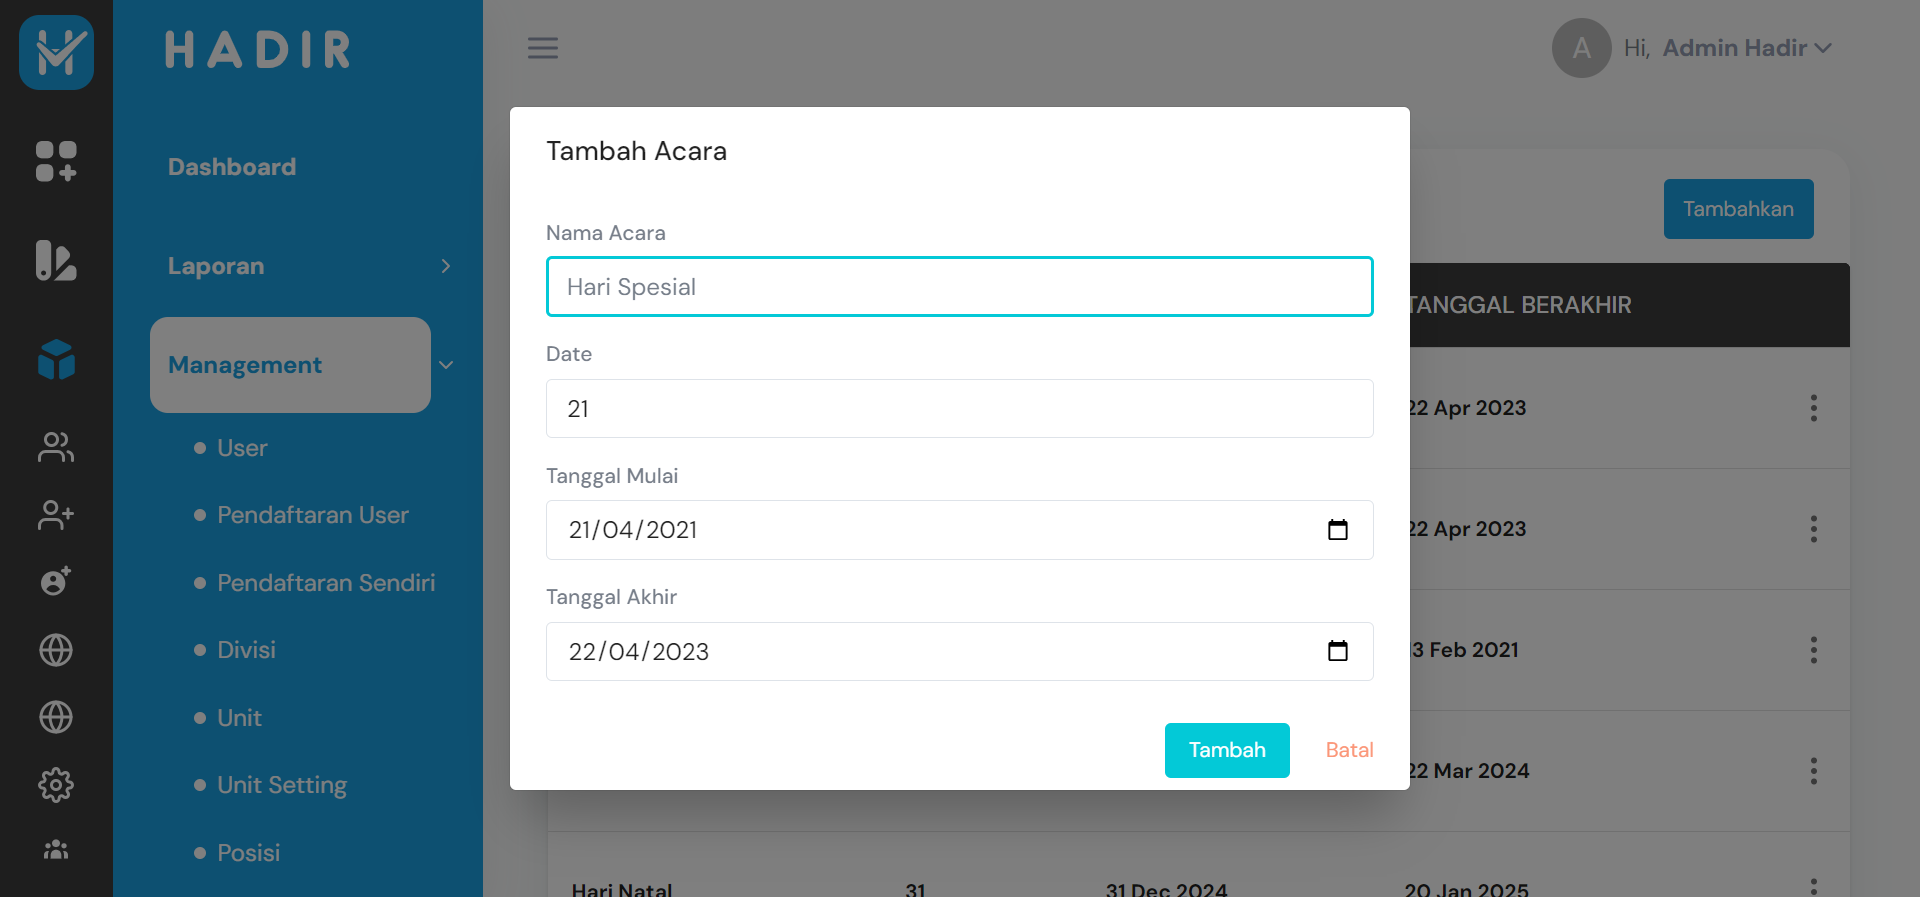 HADIR
A Hi, Admin Hadir
Dashboard
Laporan
Management
User
Pendaftaran User
Pendaftaran Sendiri
Divisi
Unit
Unit Setting
Posisi
Tambah Acara
Nama Acara
Hari Spesial
Date
21
Tanggal Mulai
21/04/2021
Tanggal Akhir
22/04/2023
Tambah Batal
Tambahkan
TANGGAL BERAKHIR
22 Apr 2023
22 Apr 2023
13 Feb 2021
22 Mar 2024
Hari Natal 31 31 Dec 2024 20 Jan 2025